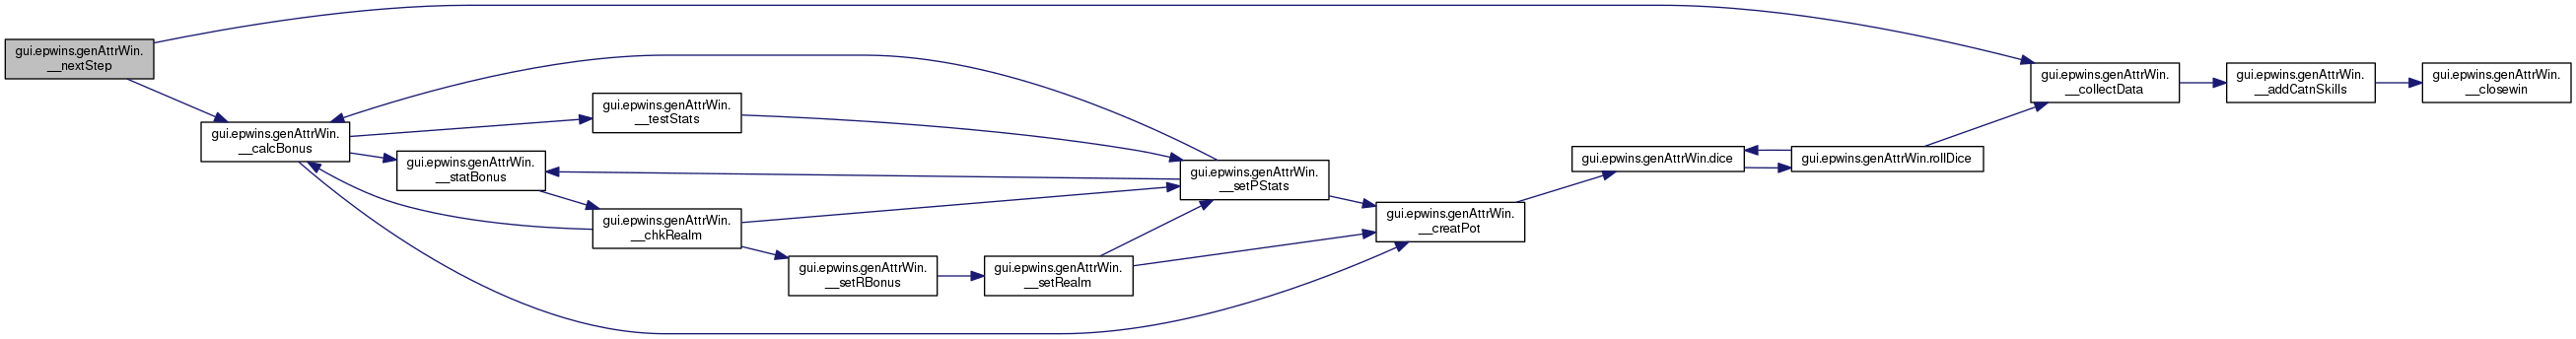 gui.epwins.genAttrWin.
__nextStep
gui.epwins.genAttrWin.
__calcBonus
gui.epwins.genAttrWin.
__testStats
gui.epwins.genAttrWin.
__statBonus
gui.epwins.genAttrWin.
__chkRealm
gui.epwins.genAttrWin.
__setRBonus
gui.epwins.genAttrWin.
__setRealm
gui.epwins.genAttrWin.
__setPStats
gui.epwins.genAttrWin.
__creatPot
gui.epwins.genAttrWin.dice
gui.epwins.genAttrWin.rollDice
gui.epwins.genAttrWin.
__collectData
gui.epwins.genAttrWin.
__addCatnSkills
gui.epwins.genAttrWin.
__closewin